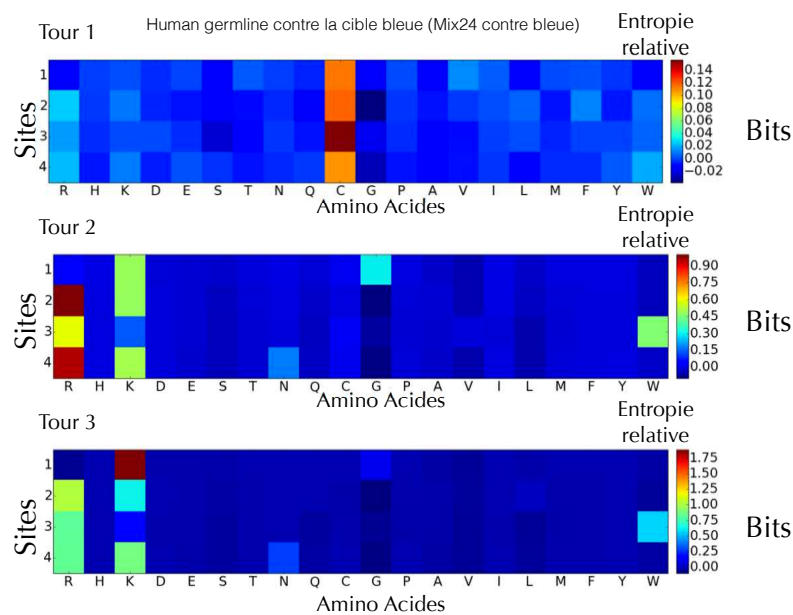 Human germline contre la cible bleue (Mix24 contre bleue)
Tour 1
Entropie
relative
Sites
1
2
3
4
0.14
0.12
0.10
0.08
0.06
0.04
0.02
0.00
−0.02
Bits
R H K D E S T N Q C G P A V I L M F Y W
Amino Acides
Tour 2
Entropie
relative
Sites
1
2
3
4
0.90
0.75
0.60
0.45
0.30
0.15
0.00
Bits
R H K D E S T N Q C G P A V I L M F Y W
Amino Acides
Tour 3
Entropie
relative
Sites
1
2
3
4
1.75
1.50
1.25
1.00
0.75
0.50
0.25
0.00
Bits
R H K D E S T N Q C G P A V I L M F Y W
Amino Acides